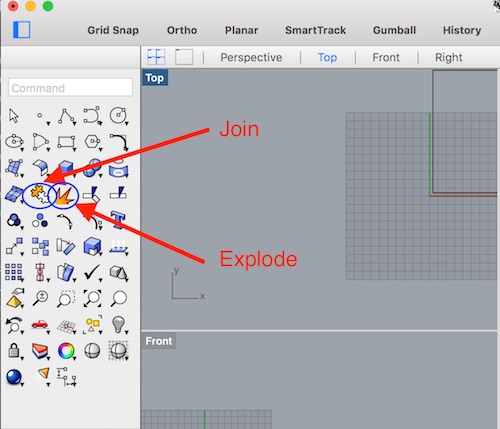 Grid Snap Ortho Planar SmartTrack Gumball History
Perspective Top Front Right
Command
Top
Join
Explode
y
x
Front